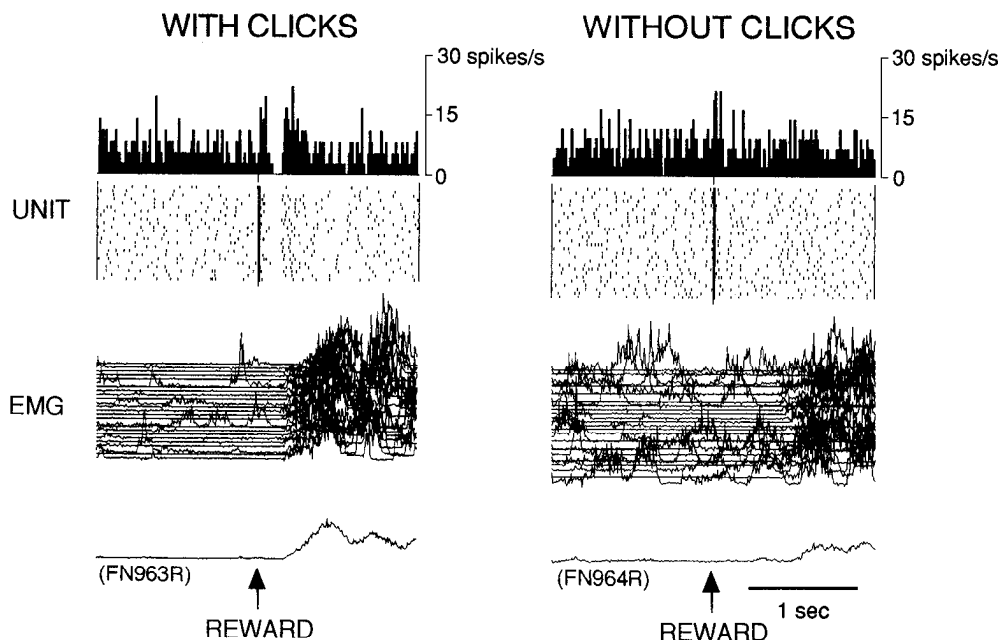 WITH CLICKS
WITHOUT CLICKS
30 spikes/s
15
0
30 spikes/s
15
0
UNIT
EMG
(FN963R)
(FN964R)
1 sec
REWARD
REWARD